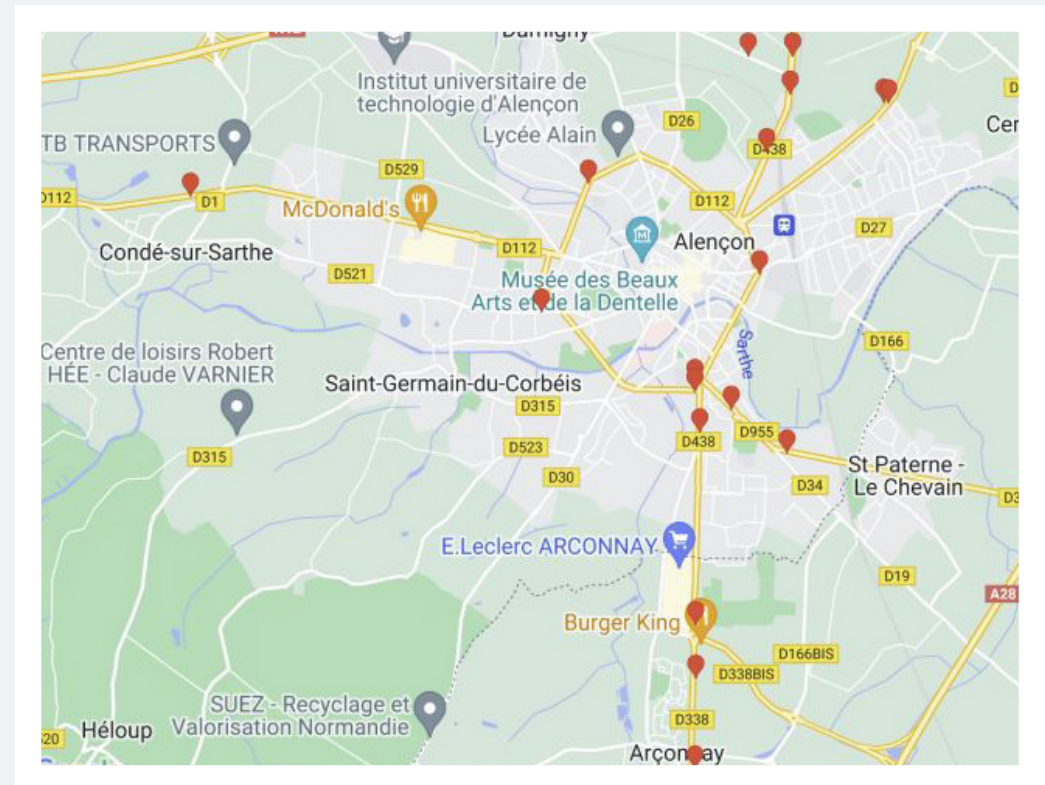 Damigny
Institut universitaire de
technologie d'Alençon
D26
Lycée Alain
TB TRANSPORTS
D438
D529
D112
D1
McDonald's
D112
D27
Alençon
Condé-sur-Sarthe
D112
D521
Musée des Beaux
Arts et de la Dentelle
Sarthe
D166
Centre de loisirs Robert
HÉE - Claude VARNIER
Saint-Germain-du-Corbéis
D315
D955
D438
D523
D315
St Paterne -
Le Chevain
D30
D34
E.Leclerc ARCONNAY
D19
A28
Burger King
D166BIS
D338BIS
SUEZ - Recyclage et
Valorisation Normandie
D338
Héloup
Arçonnay